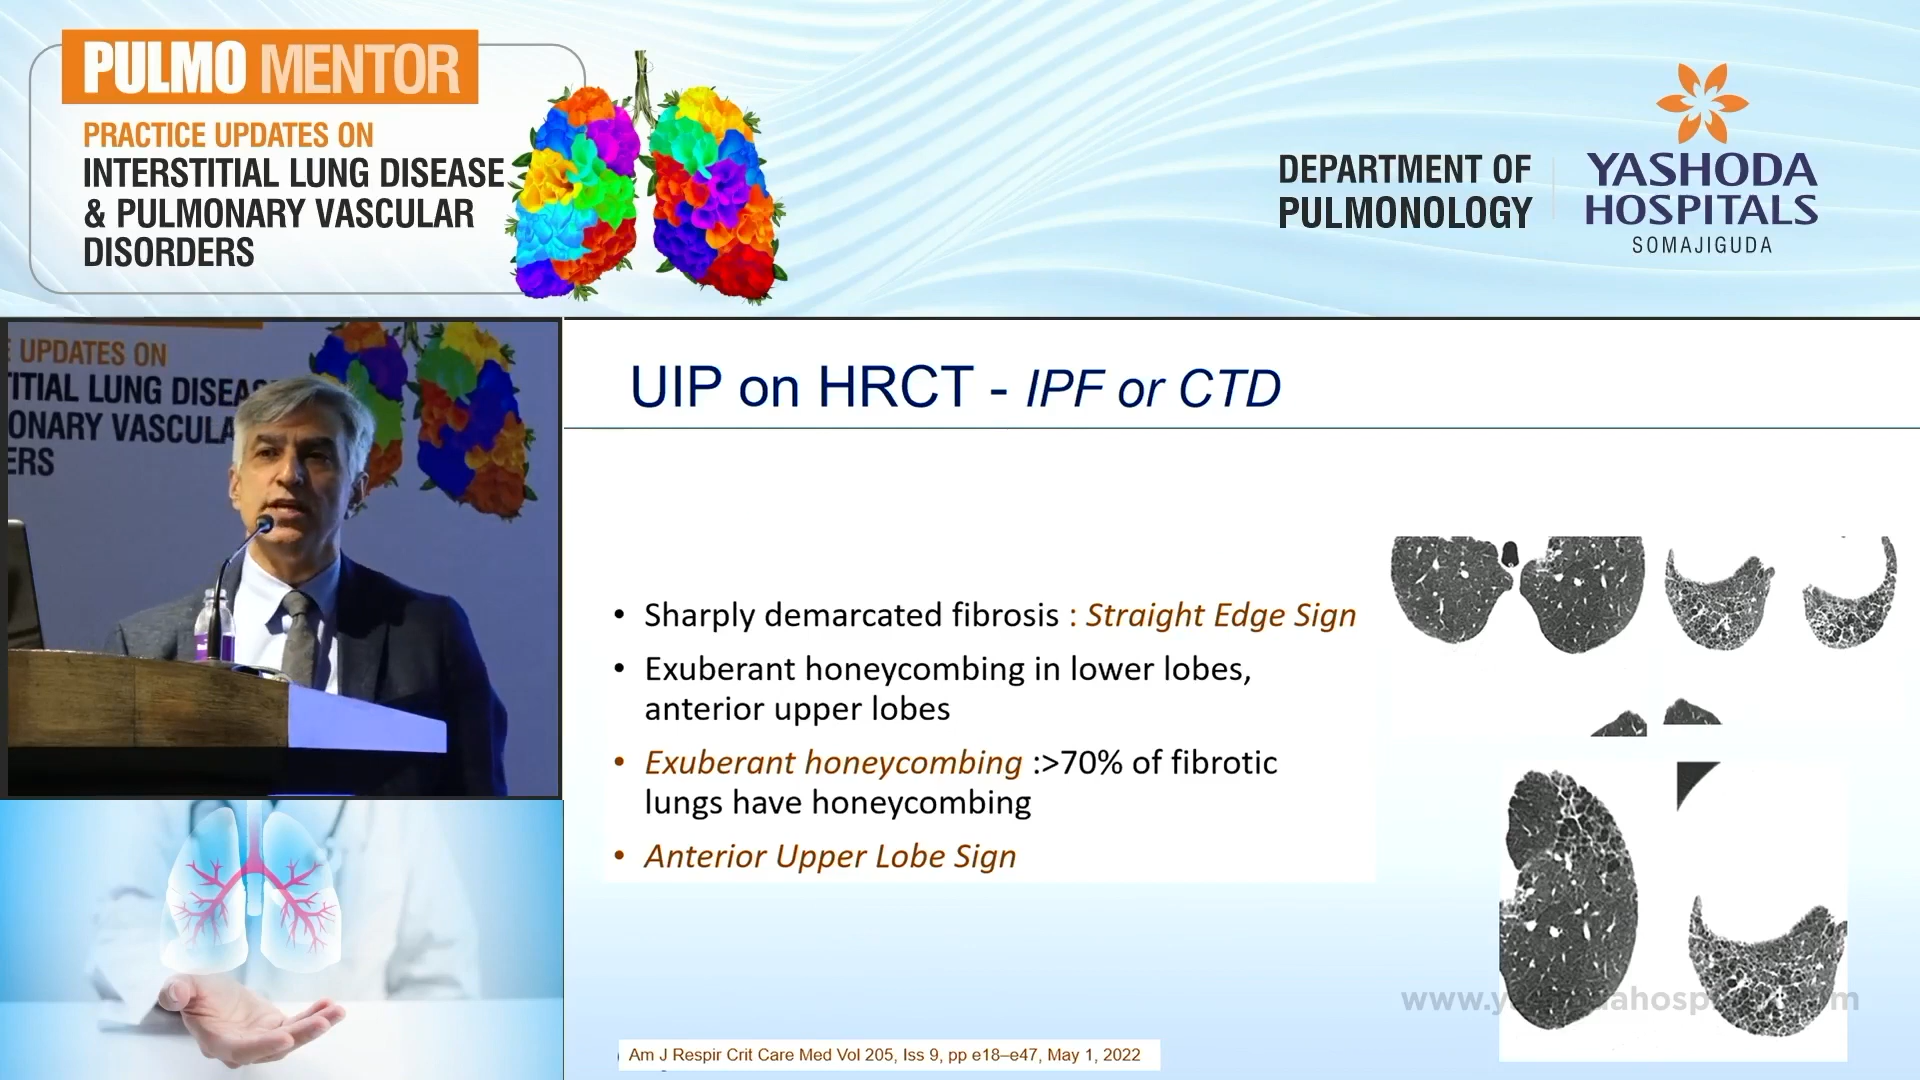 PULMO MENTOR
PRACTICE UPDATES ON
INTERSTITIAL LUNG DISEASE
& PULMONARY VASCULAR
DISORDERS
DEPARTMENT OF
PULMONOLOGY
YASHODA
HOSPITALS
SOMAJIGUDA
E UPDATES ON
TITIAL LUNG DISEAS
ONARY VASCULA
ERS
UIP on HRCT - IPF or CTD
• Sharply demarcated fibrosis : Straight Edge Sign
• Exuberant honeycombing in lower lobes,
anterior upper lobes
• Exuberant honeycombing :>70% of fibrotic
lungs have honeycombing
• Anterior Upper Lobe Sign
Am J Respir Crit Care Med Vol 205, Iss 9, pp e18–e47, May 1, 2022